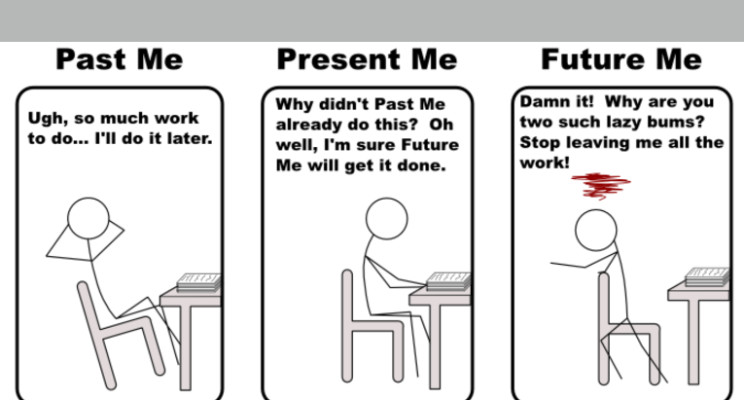 Past Me
Ugh, so much work
to do... I'll do it later.
Present Me
Why didn't Past Me
already do this?  Oh
well, I'm sure Future
Me will get it done.
Future Me
Damn it!  Why are you
two such lazy bums?
Stop leaving me all the
work!